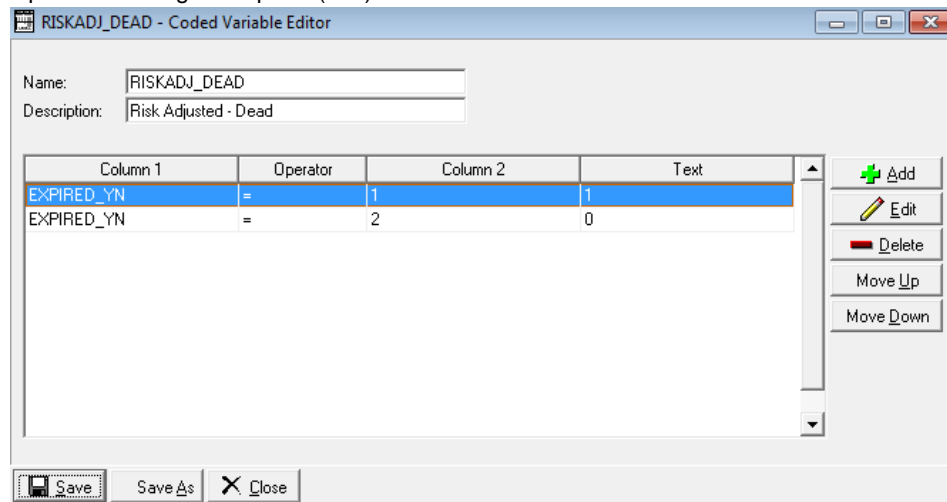 RISKADJ_DEAD - Coded Variable Editor
Name: RISKADJ_DEAD
Description: Risk Adjusted - Dead
Column 1 Operator Column 2 Text
EXPIRED_YN = 1 1
EXPIRED_YN = 2 0
Add
Edit
Delete
Move Up
Move Down
Save Save As Close